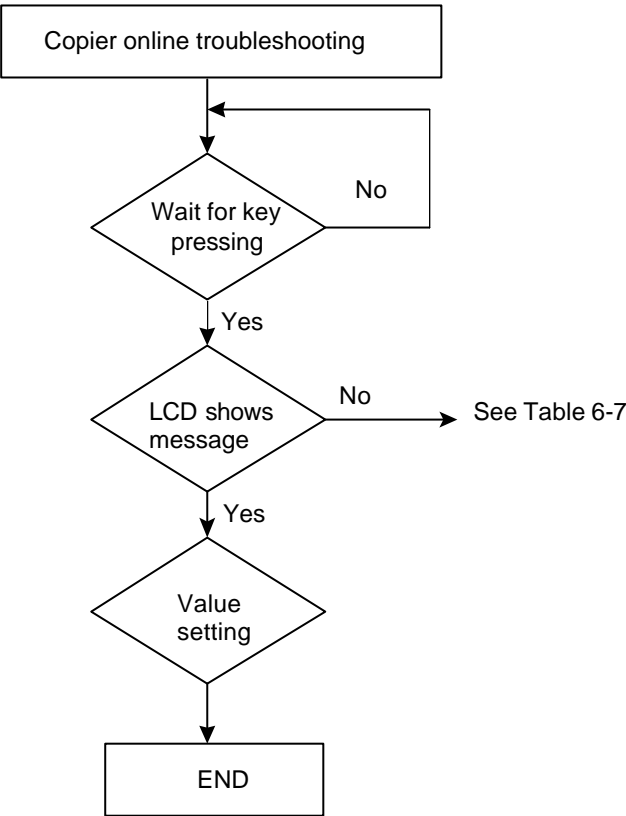 Copier online troubleshooting
No
Wait for key
pressing
Yes
No
LCD shows
message
See Table 6-7
Yes
Value
setting
END